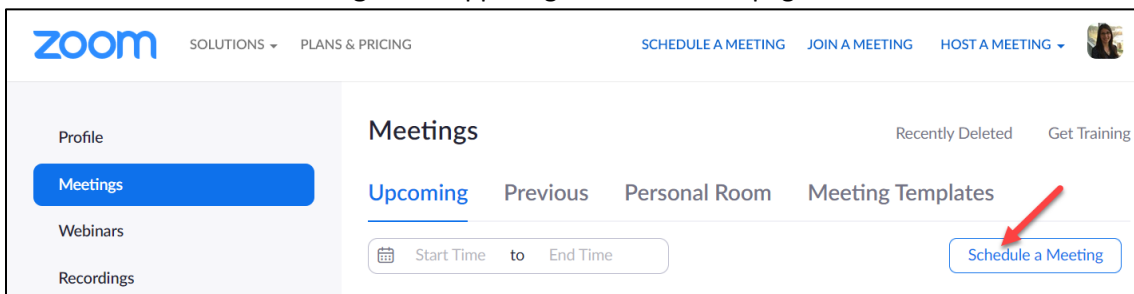 zoom SOLUTIONS PLANS & PRICING SCHEDULE A MEETING JOIN A MEETING HOST A MEETING
Profile
Meetings
Webinars
Recordings
Meetings Recently Deleted Get Training
Upcoming Previous Personal Room Meeting Templates
Start Time to End Time Schedule a Meeting